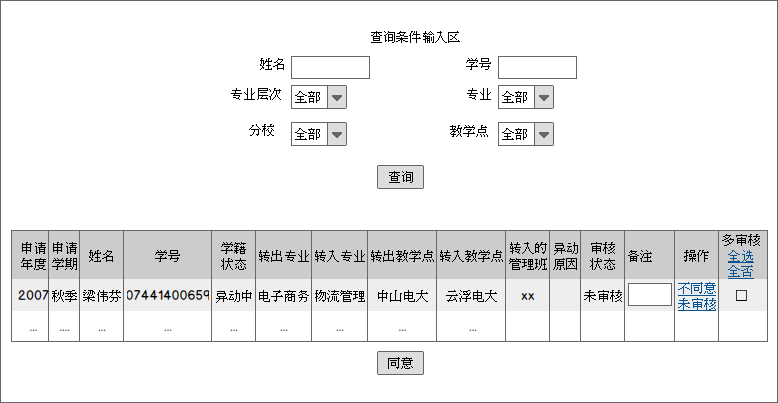 查询条件输入区
姓名 学号
专业层次 全部 专业 全部
分校 全部 教学点 全部
查询
申请年度 申请学期 姓名 学号 学籍状态 转出专业 转入专业 转出教学点 转入教学点 转入的管理班 异动原因 审核状态 备注 操作 多审核 全选 全否
2007 秋季 梁伟芬 07441400659 异动中 电子商务 物流管理 中山电大 云浮电大 xx 未审核 不同意 未审核
... .... ... ... ... ... ... ... ...
同意